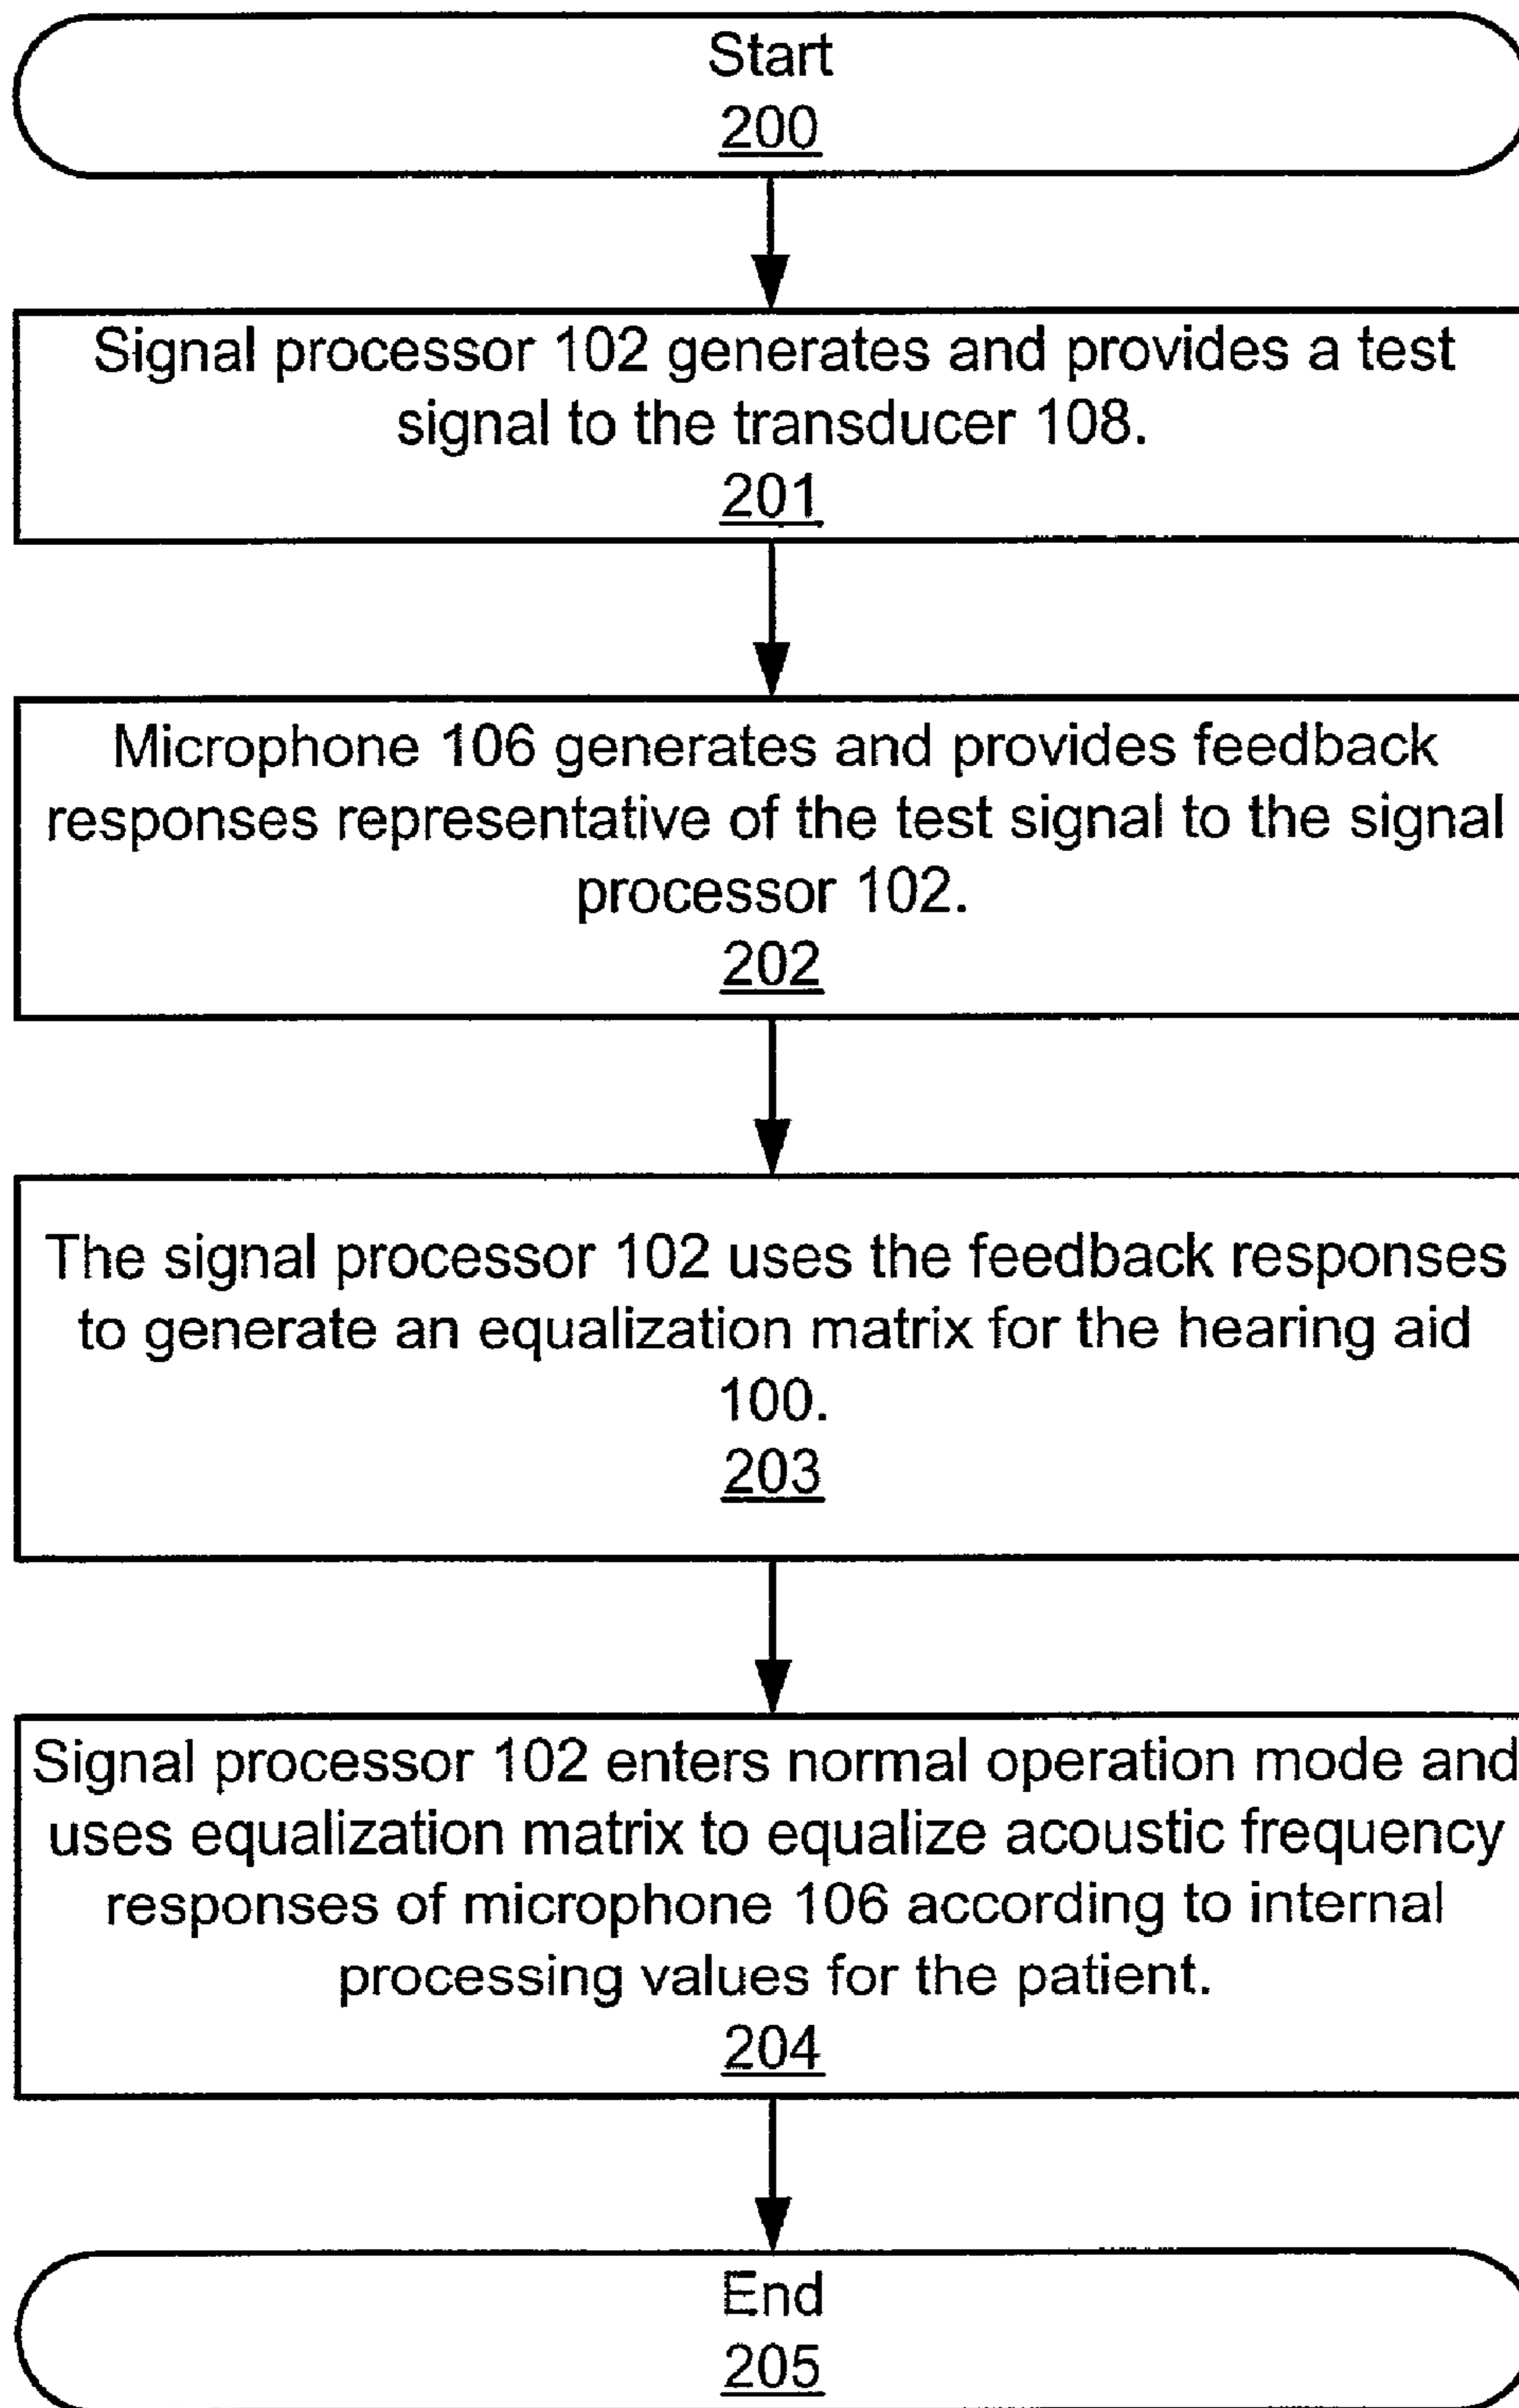 Start
200
Signal processor 102 generates and provides a test
signal to the transducer 108.
201
Microphone 106 generates and provides feedback
responses representative of the test signal to the signal
processor 102.
202
The signal processor 102 uses the feedback responses
to generate an equalization matrix for the hearing aid
100.
203
Signal processor 102 enters normal operation mode and
uses equalization matrix to equalize acoustic frequency
responses of microphone 106 according to internal
processing values for the patient.
204
End
205